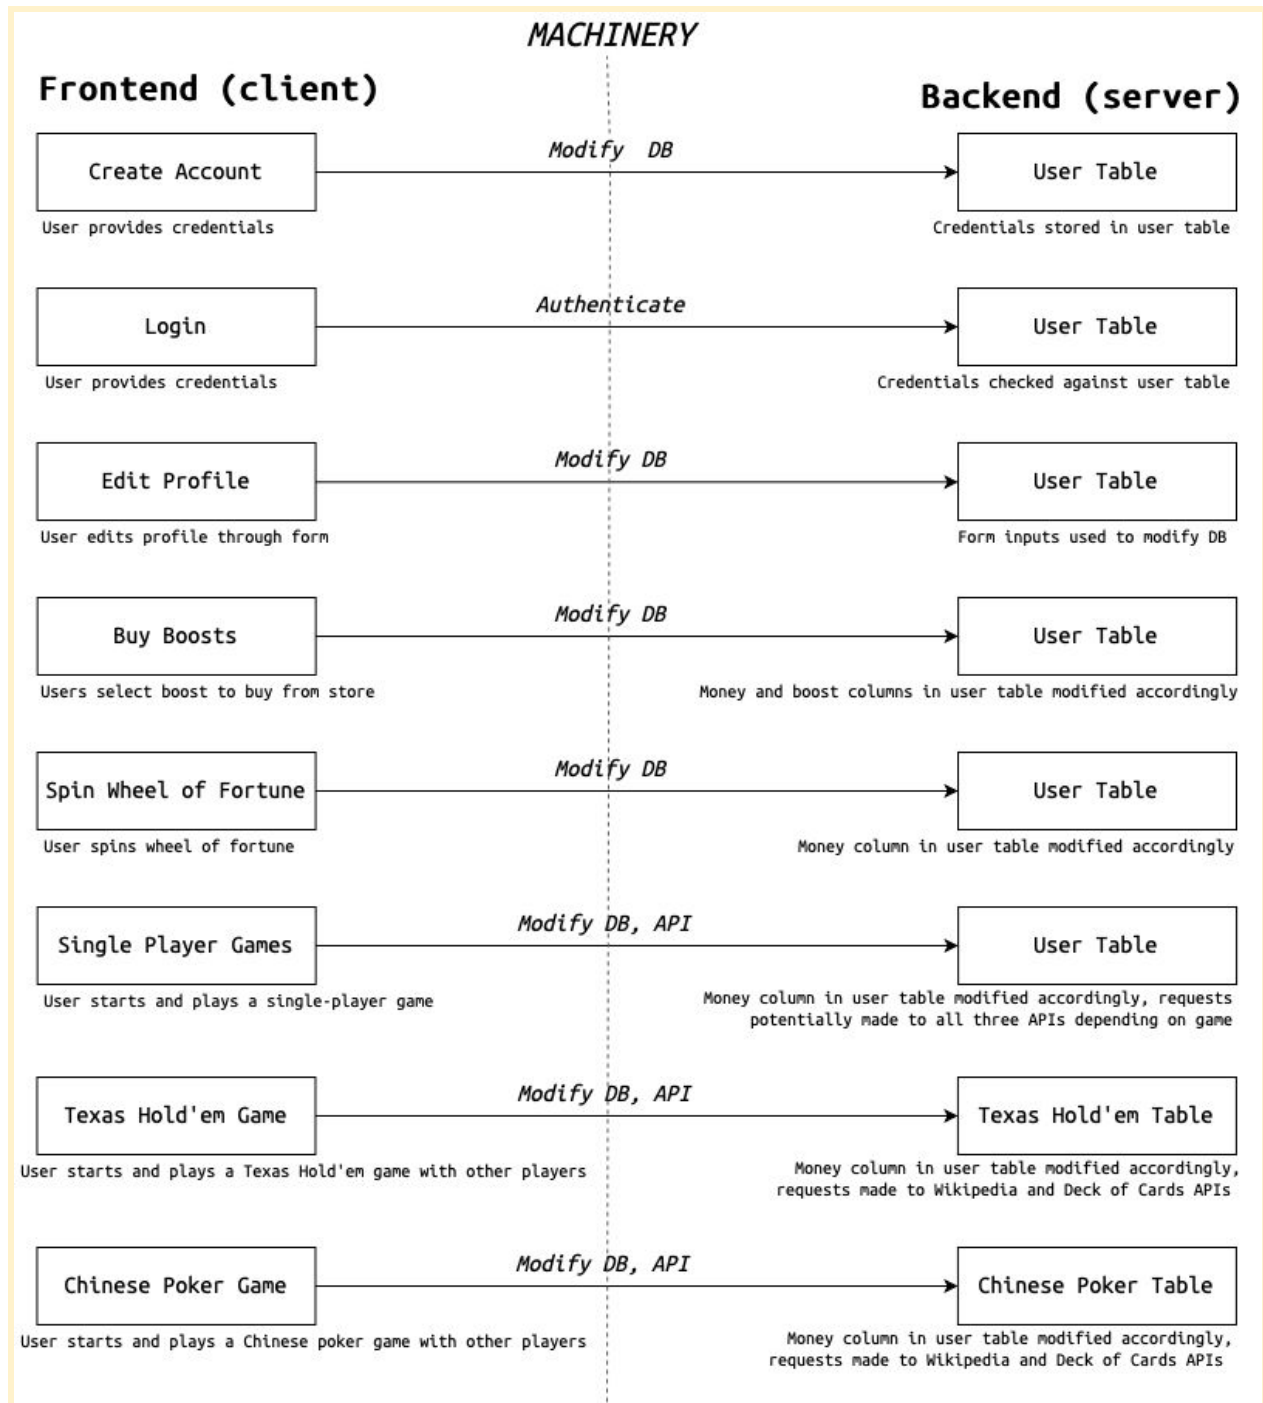 MACHINERY
Frontend (client)
Backend (server)
Create Account
Modify DB
User Table
User provides credentials
Credentials stored in user table
Login
Authenticate
User Table
User provides credentials
Credentials checked against user table
Edit Profile
Modify DB
User Table
User edits profile through form
Form inputs used to modify DB
Buy Boosts
Modify DB
User Table
Users select boost to buy from store
Money and boost columns in user table modified accordingly
Spin Wheel of Fortune
Modify DB
User Table
User spins wheel of fortune
Money column in user table modified accordingly
Single Player Games
Modify DB, API
User Table
User starts and plays a single-player game
Money column in user table modified accordingly, requests
potentially made to all three APIs depending on game
Texas Hold'em Game
Modify DB, API
Texas Hold'em Table
User starts and plays a Texas Hold'em game with other players
Money column in user table modified accordingly,
requests made to Wikipedia and Deck of Cards APIs
Chinese Poker Game
Modify DB, API
Chinese Poker Table
User starts and plays a Chinese poker game with other players
Money column in user table modified accordingly,
requests made to Wikipedia and Deck of Cards APIs